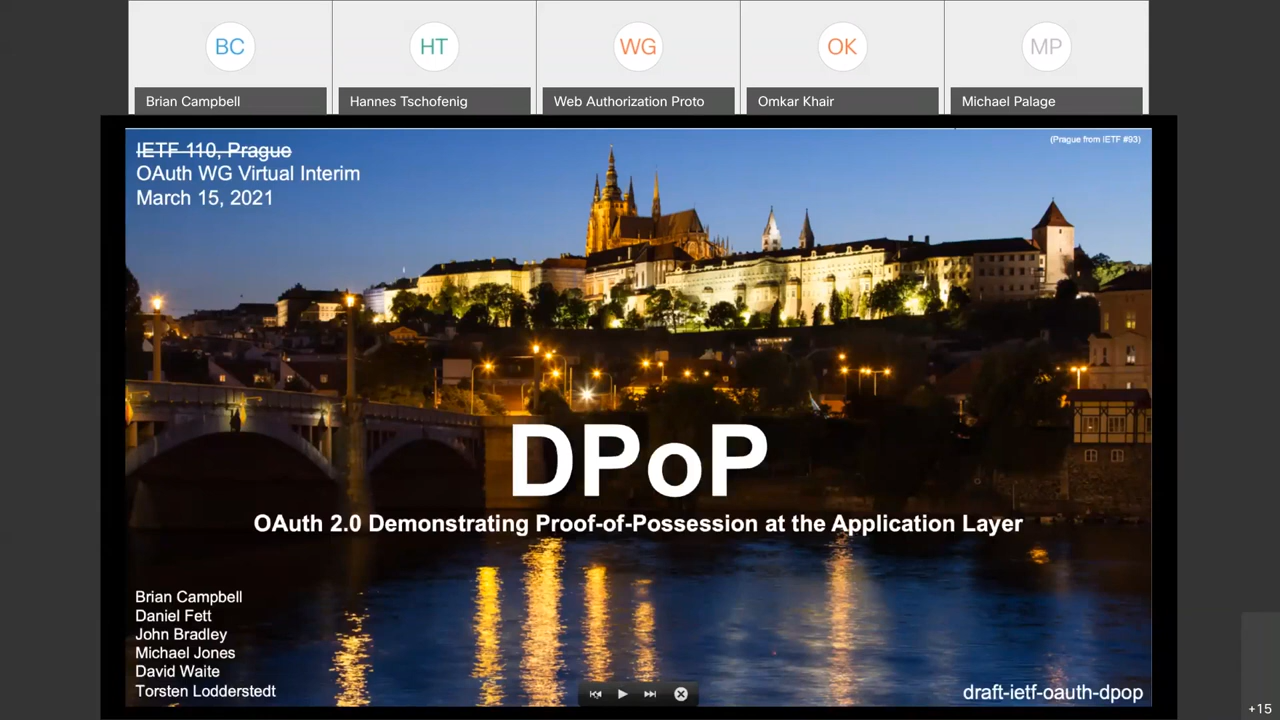 BC
HT
WG
OK
MP
Brian Campbell
Hannes Tschofenig
Web Authorization Proto
Omkar Khair
Michael Palage
IETF 110, Prague
(Prague from IETF #93)
OAuth WG Virtual Interim
March 15, 2021
DPoP
OAuth 2.0 Demonstrating Proof-of-Possession at the Application Layer
Brian Campbell
Daniel Fett
John Bradley
Michael Jones
David Waite
Torsten Lodderstedt
draft-ietf-oauth-dpop
+15